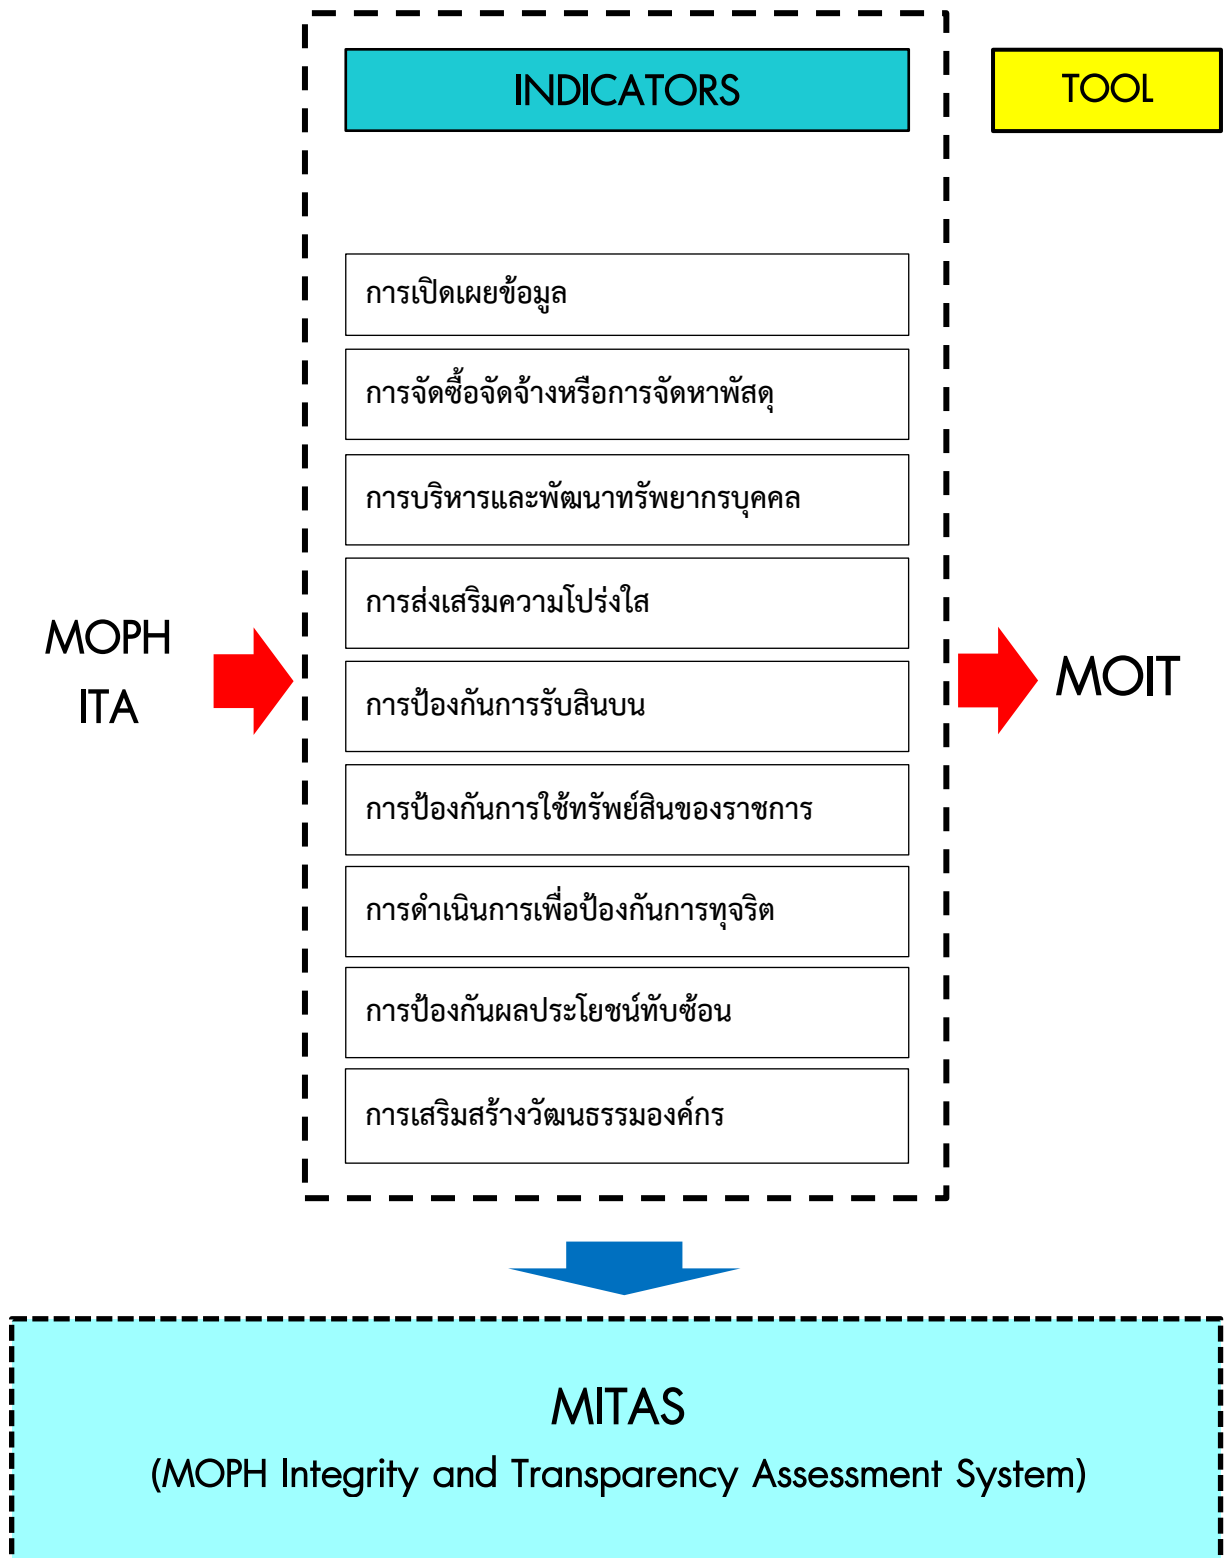 INDICATORS
TOOL
การเปิดเผยข้อมูล
การจัดซื้อจัดจ้างหรือการจัดหาพัสดุ
การบริหารและพัฒนาทรัพยากรบุคคล
การส่งเสริมความโปร่งใส
MOPH
ITA
การป้องกันการรับสินบน
MOIT
การป้องกันการใช้ทรัพย์สินของราชการ
การดำเนินการเพื่อป้องกันการทุจริต
การป้องกันผลประโยชน์ทับซ้อน
การเสริมสร้างวัฒนธรรมองค์กร
MITAS
(MOPH Integrity and Transparency Assessment System)